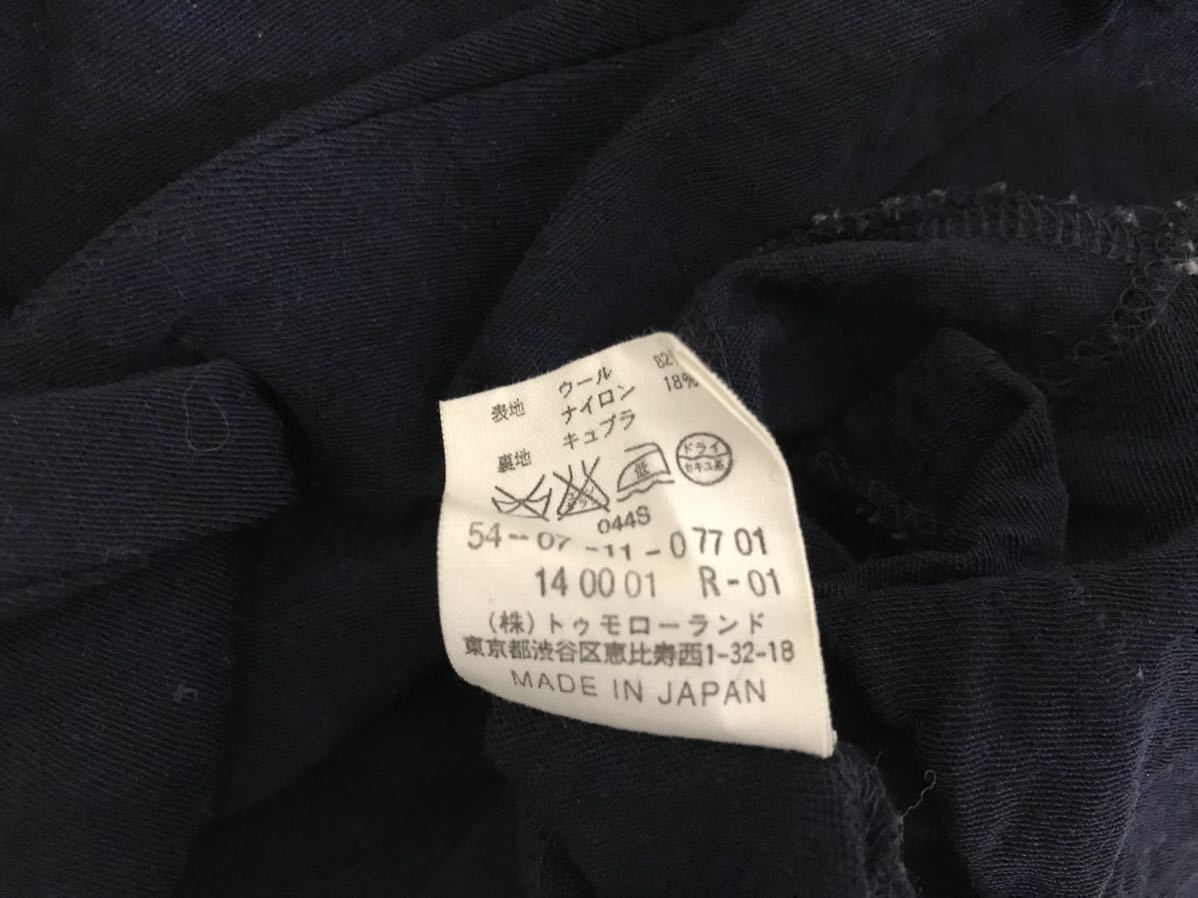 表地 ウール 82%
ナイロン 18%
裏地 キュプラ
低
ドライ
セキユ系
044S
54-07-11-07701
140001 R-01
(株)トゥモローランド
東京都渋谷区恵比寿西1-32-18
MADE IN JAPAN